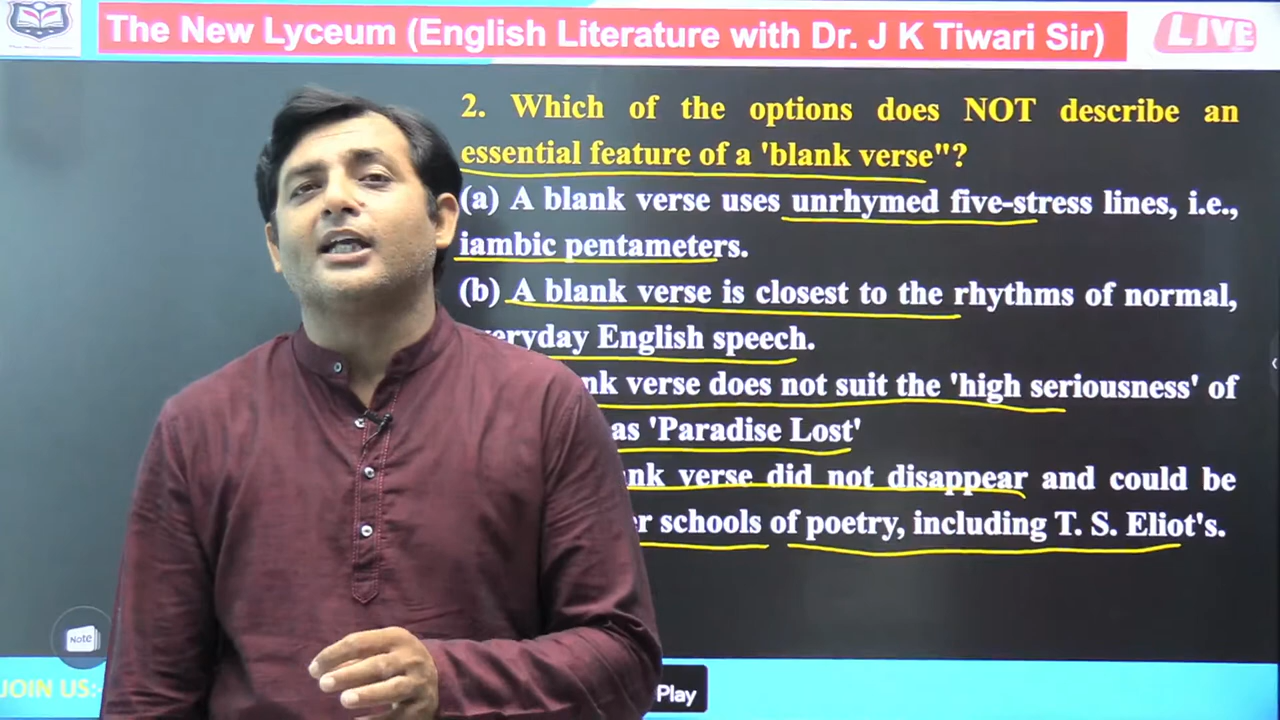 The New Lyceum (English Literature with Dr. J K Tiwari Sir)
LIVE
2. Which of the options does NOT describe an
essential feature of a 'blank verse"?
(a) A blank verse uses unrhymed five-stress lines, i.e.,
iambic pentameters.
(b) A blank verse is closest to the rhythms of normal,
everyday English speech.
verse does not suit the 'high seriousness' of
as 'Paradise Lost'
verse did not disappear and could be
schools of poetry, including T. S. Eliot's.
Note
JOIN US:-
Play